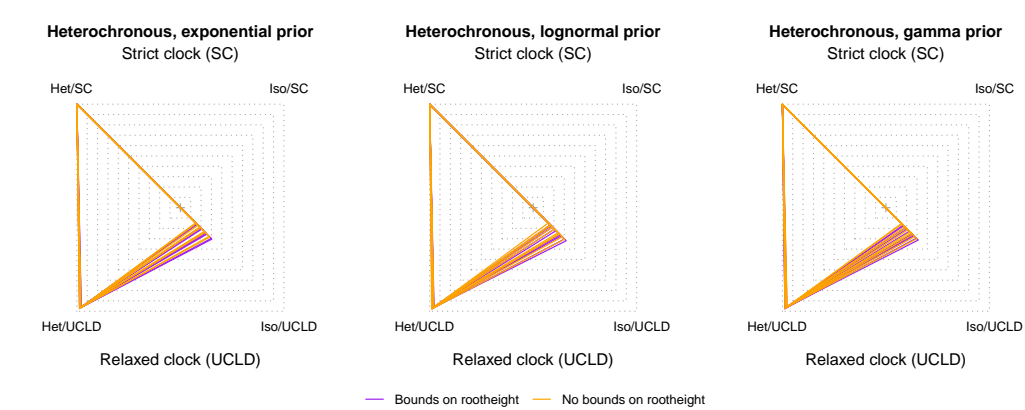 Heterochronous, exponential prior
Strict clock (SC)
Het/SC
Iso/SC
Het/UCLD
Iso/UCLD
Relaxed clock (UCLD)
Heterochronous, lognormal prior
Strict clock (SC)
Het/SC
Iso/SC
Het/UCLD
Iso/UCLD
Relaxed clock (UCLD)
Heterochronous, gamma prior
Strict clock (SC)
Het/SC
Iso/SC
Het/UCLD
Iso/UCLD
Relaxed clock (UCLD)
Bounds on rootheight
No bounds on rootheight